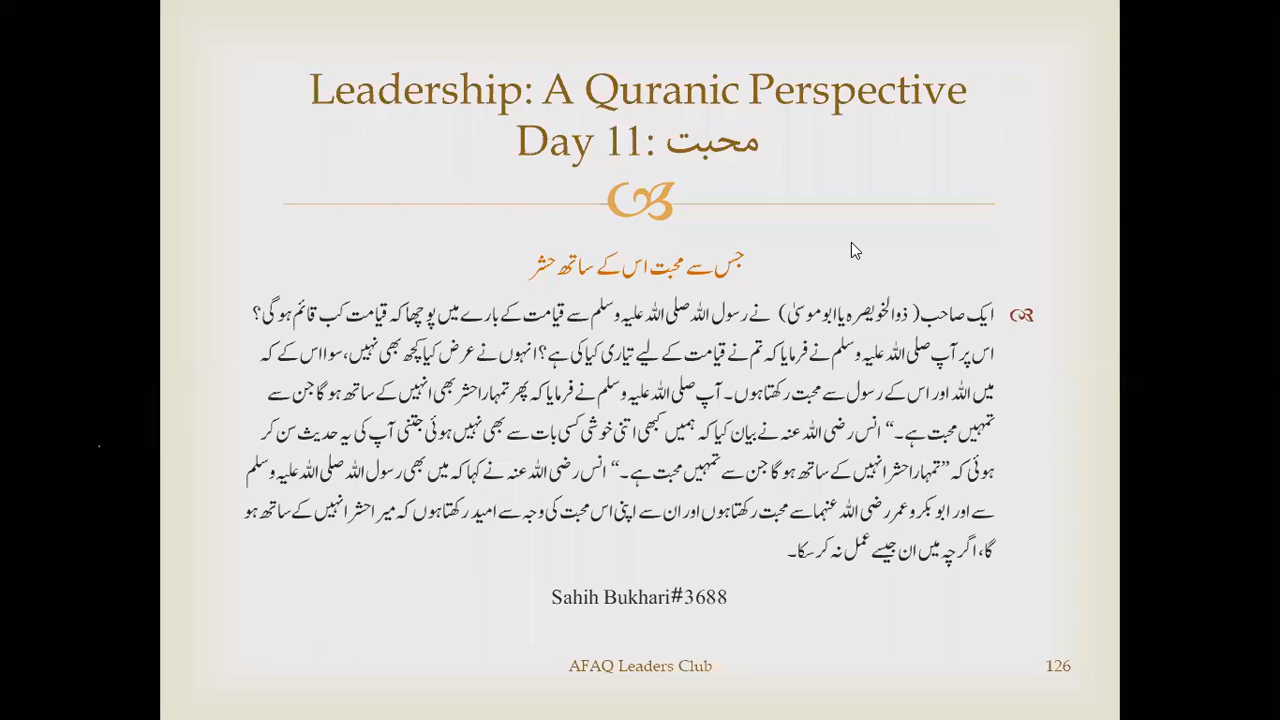 Leadership: A Quranic Perspective
Day 11: محبت
جس سے محبت اس کے ساتھ حشر
ایک صاحب( ذوالخویصرہ یا ابوموسیٰ) نے رسول اللہ صلی اللہ علیہ وسلم سے قیامت کے بارے میں پوچھا کہ قیامت کب قائم ہو گی؟
اس پر آپ صلی اللہ علیہ وسلم نے فرمایا کہ تم نے قیامت کے لیے تیاری کیا کی ہے؟ انہوں نے عرض کیا کچھ بھی نہیں، سوا اس کے کہ
میں اللہ اور اس کے رسول سے محبت رکھتا ہوں۔ آپ صلی اللہ علیہ وسلم نے فرمایا کہ پھر تمہارا حشر بھی انہیں کے ساتھ ہو گا جن سے
تمہیں محبت ہے۔“ انس رضی اللہ عنہ نے بیان کیا کہ ہمیں کبھی اتنی خوشی کسی بات سے بھی نہیں ہوئی جتنی آپ کی یہ حدیث سن کر
ہوئی کہ ”تمہارا حشر انہیں کے ساتھ ہو گا جن سے تمہیں محبت ہے۔“ انس رضی اللہ عنہ نے کہا کہ میں بھی رسول اللہ صلی اللہ علیہ وسلم
سے اور ابوبکر و عمر رضی اللہ عنہما سے محبت رکھتا ہوں اور ان سے اپنی اس محبت کی وجہ سے امید رکھتا ہوں کہ میرا حشر انہیں کے ساتھ ہو
گا، اگرچہ میں ان جیسے عمل نہ کر سکا۔
Sahih Bukhari#3688
AFAQ Leaders Club
126